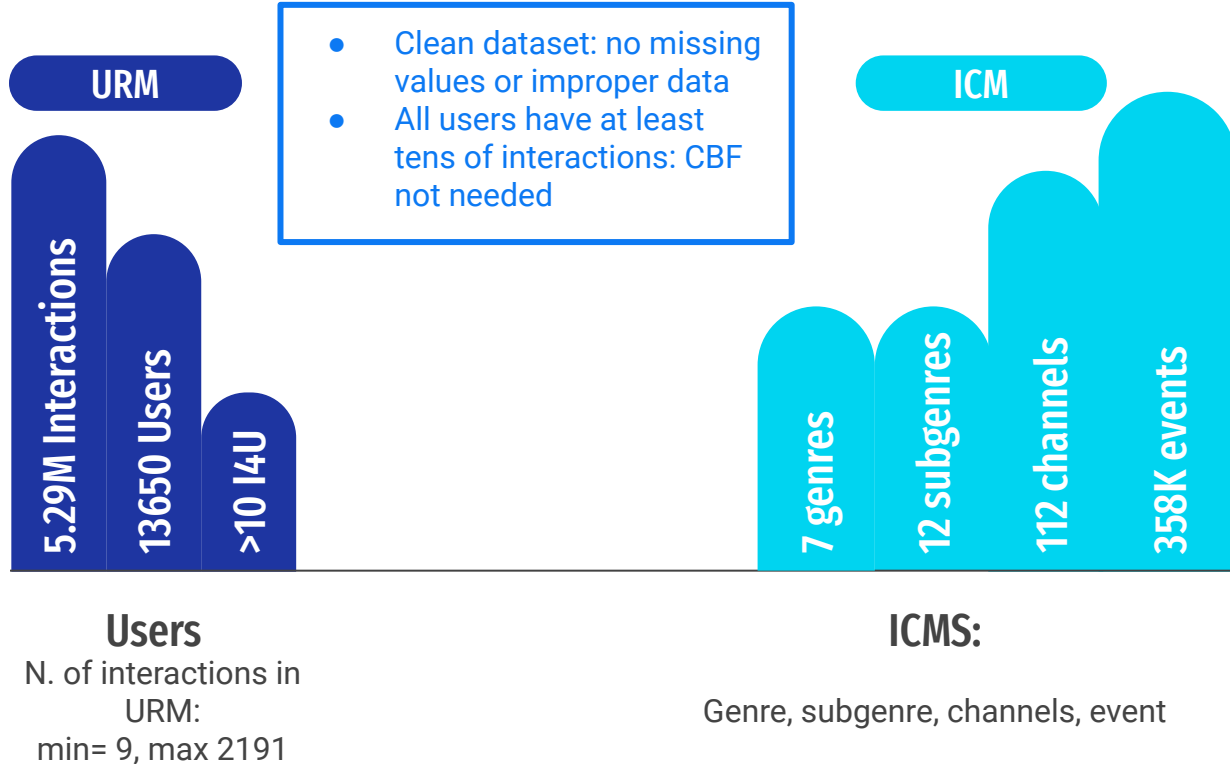 URM
● Clean dataset: no missing
values or improper data
● All users have at least
tens of interactions: CBF
not needed
ICM
5.29M Interactions
13650 Users
>10 I4U
7 genres
12 subgenres
112 channels
358K events
Users
N. of interactions in
URM:
min= 9, max 2191
ICMS:
Genre, subgenre, channels, event